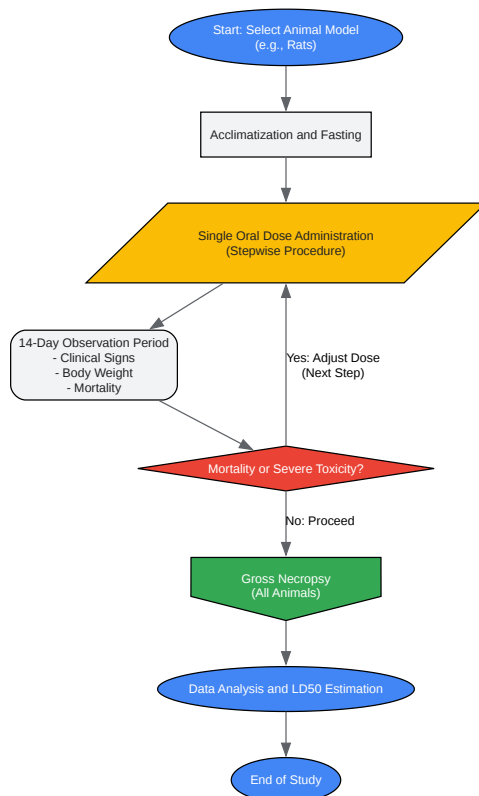 Start: Select Animal Model
(e.g., Rats)
Acclimatization and Fasting
Single Oral Dose Administration
(Stepwise Procedure)
14-Day Observation Period
- Clinical Signs
- Body Weight
- Mortality
Yes: Adjust Dose
(Next Step)
Mortality or Severe Toxicity?
No: Proceed
Gross Necropsy
(All Animals)
Data Analysis and LD50 Estimation
End of Study